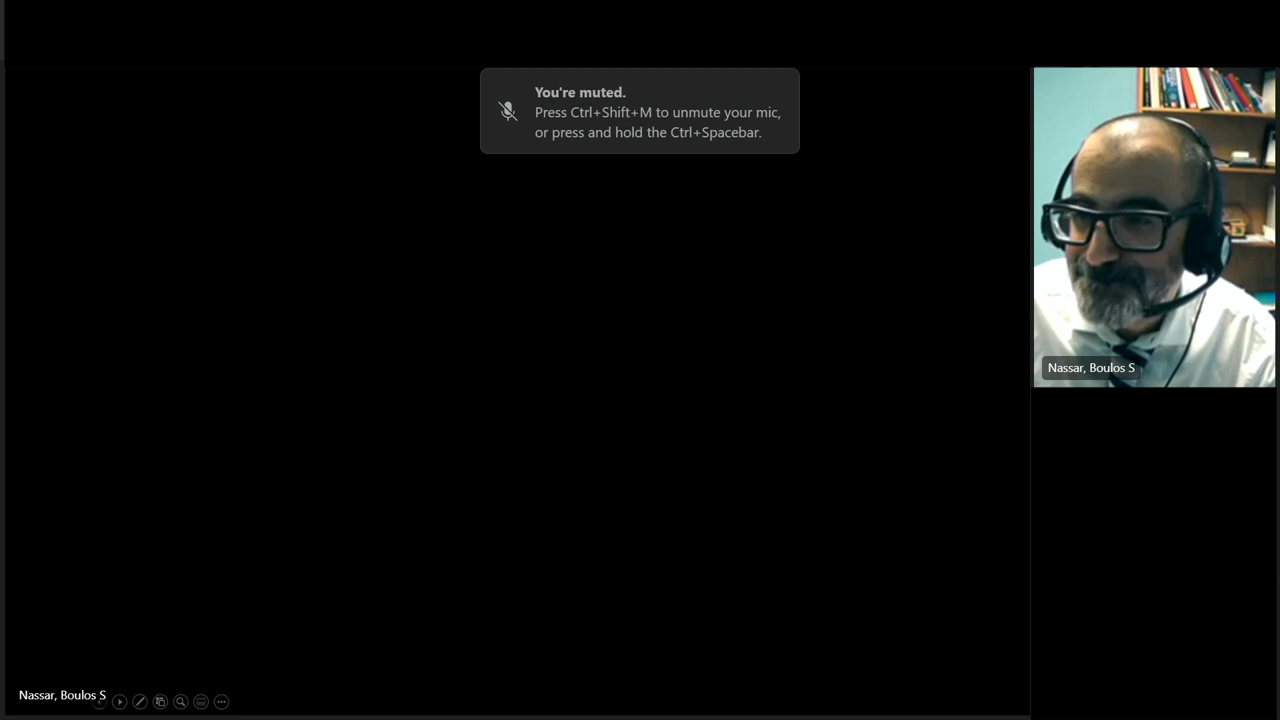 You're muted.
Press Ctrl+Shift+M to unmute your mic,
or press and hold the Ctrl+Spacebar.
Nassar, Boulos S
Nassar, Boulos S